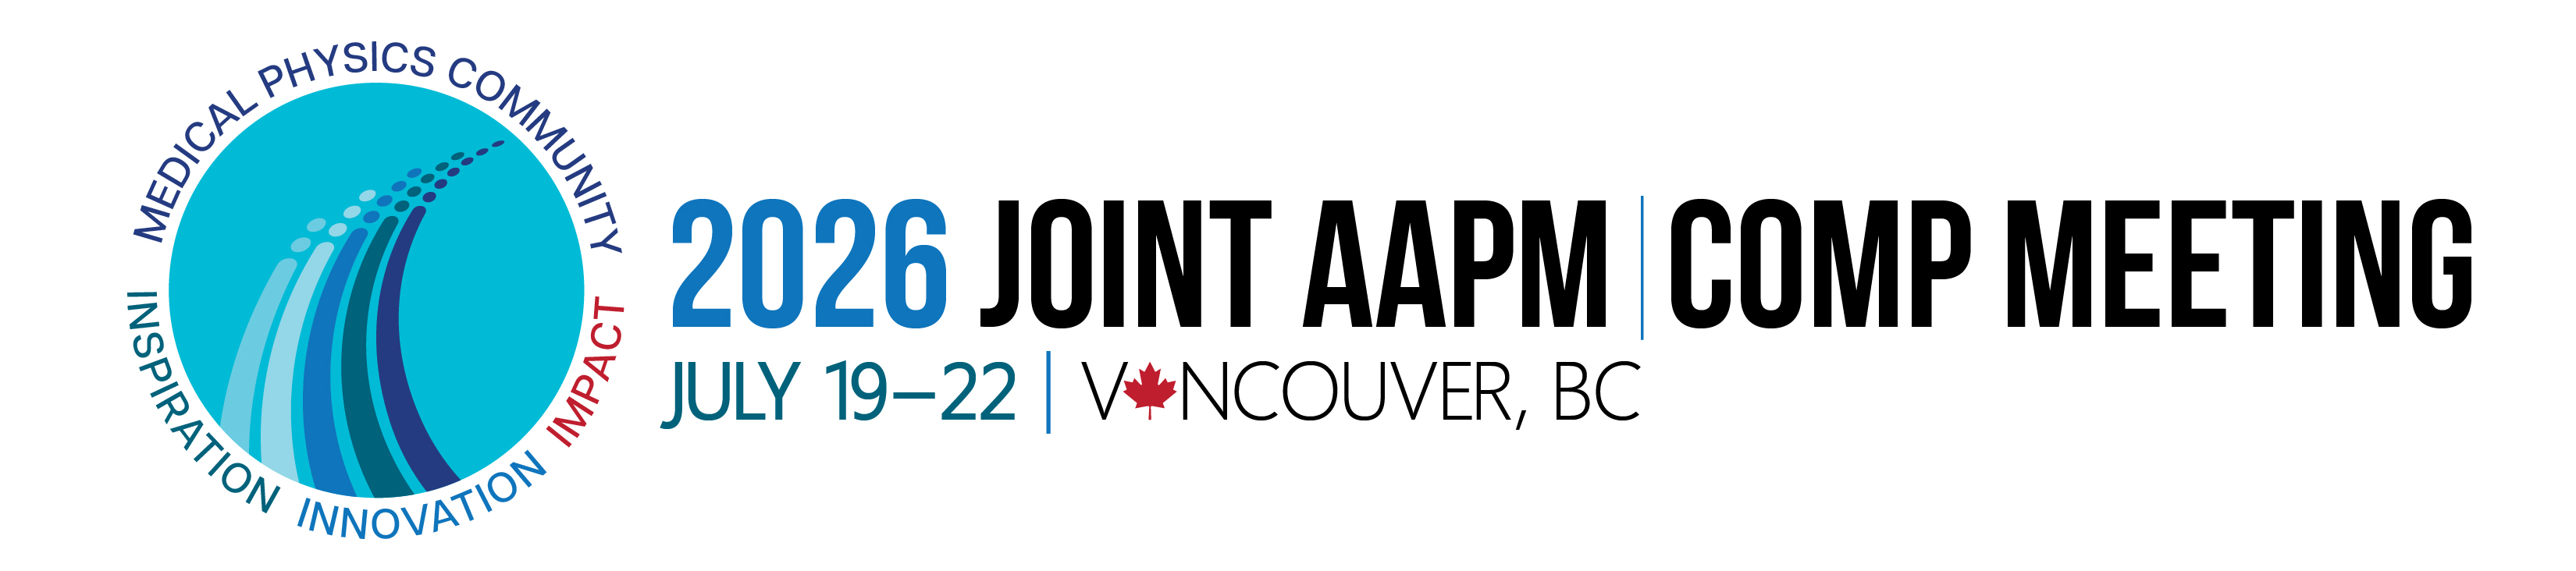 MEDICAL PHYSICS COMMUNITY
INSPIRATION INNOVATION IMPACT
2026 JOINT AAPM | COMP MEETING
JULY 19–22 | VANCOUVER, BC